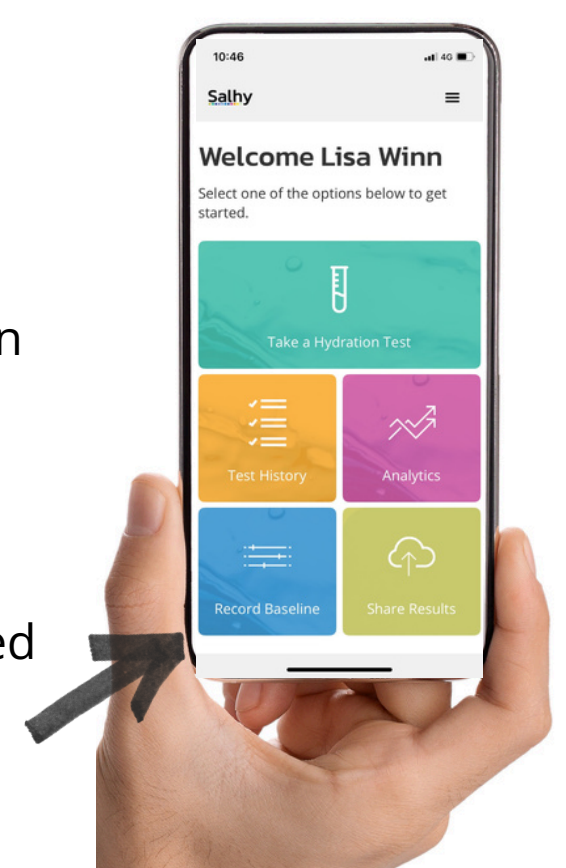 10:46
4G
Salhy
Welcome Lisa Winn
Select one of the options below to get
started.
Take a Hydration Test
n
Test History
Analytics
Record Baseline
Share Results
ed